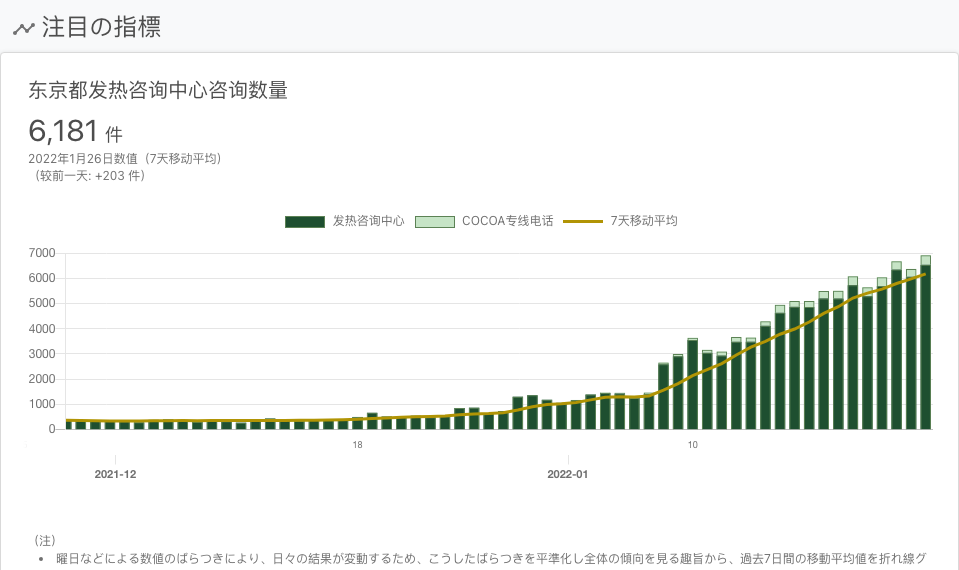 注目の指標
东京都发热咨询中心咨询数量
6,181 件
2022年1月26日数值（7天移动平均）
（较前一天: +203 件）
发热咨询中心 COCOA专线电话 7天移动平均
7000
6000
5000
4000
3000
2000
1000
0
18 10
2021-12 2022-01
（注）
• 曜日などによる数値のばらつきにより、日々の結果が変動するため、こうしたばらつきを平準化し全体の傾向を見る趣旨から、過去7日間の移動平均値を折れ線グ